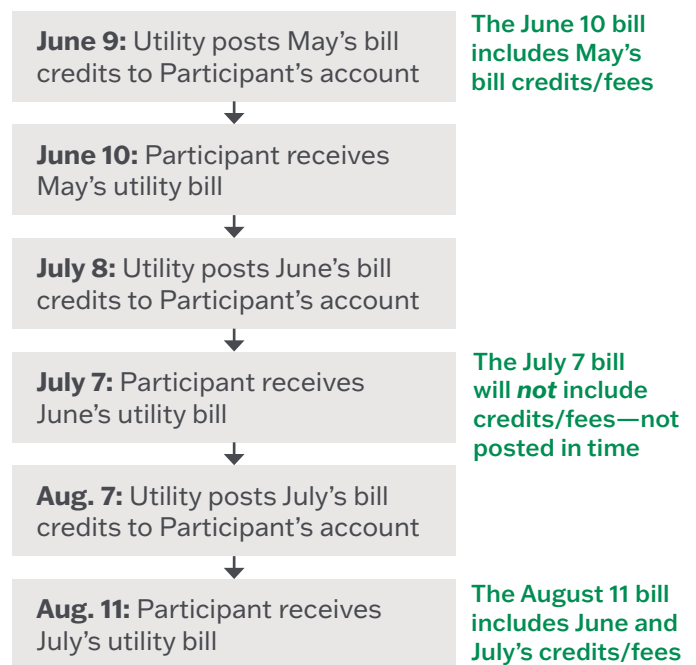 June 9: Utility posts May's bill
credits to Participant's account
The June 10 bill
includes May's
bill credits/fees
June 10: Participant receives
May's utility bill
July 8: Utility posts June's bill
credits to Participant's account
July 7: Participant receives
June's utility bill
The July 7 bill
will not include
credits/fees—not
posted in time
Aug. 7: Utility posts July's bill
credits to Participant's account
Aug. 11: Participant receives
July's utility bill
The August 11 bill
includes June and
July's credits/fees